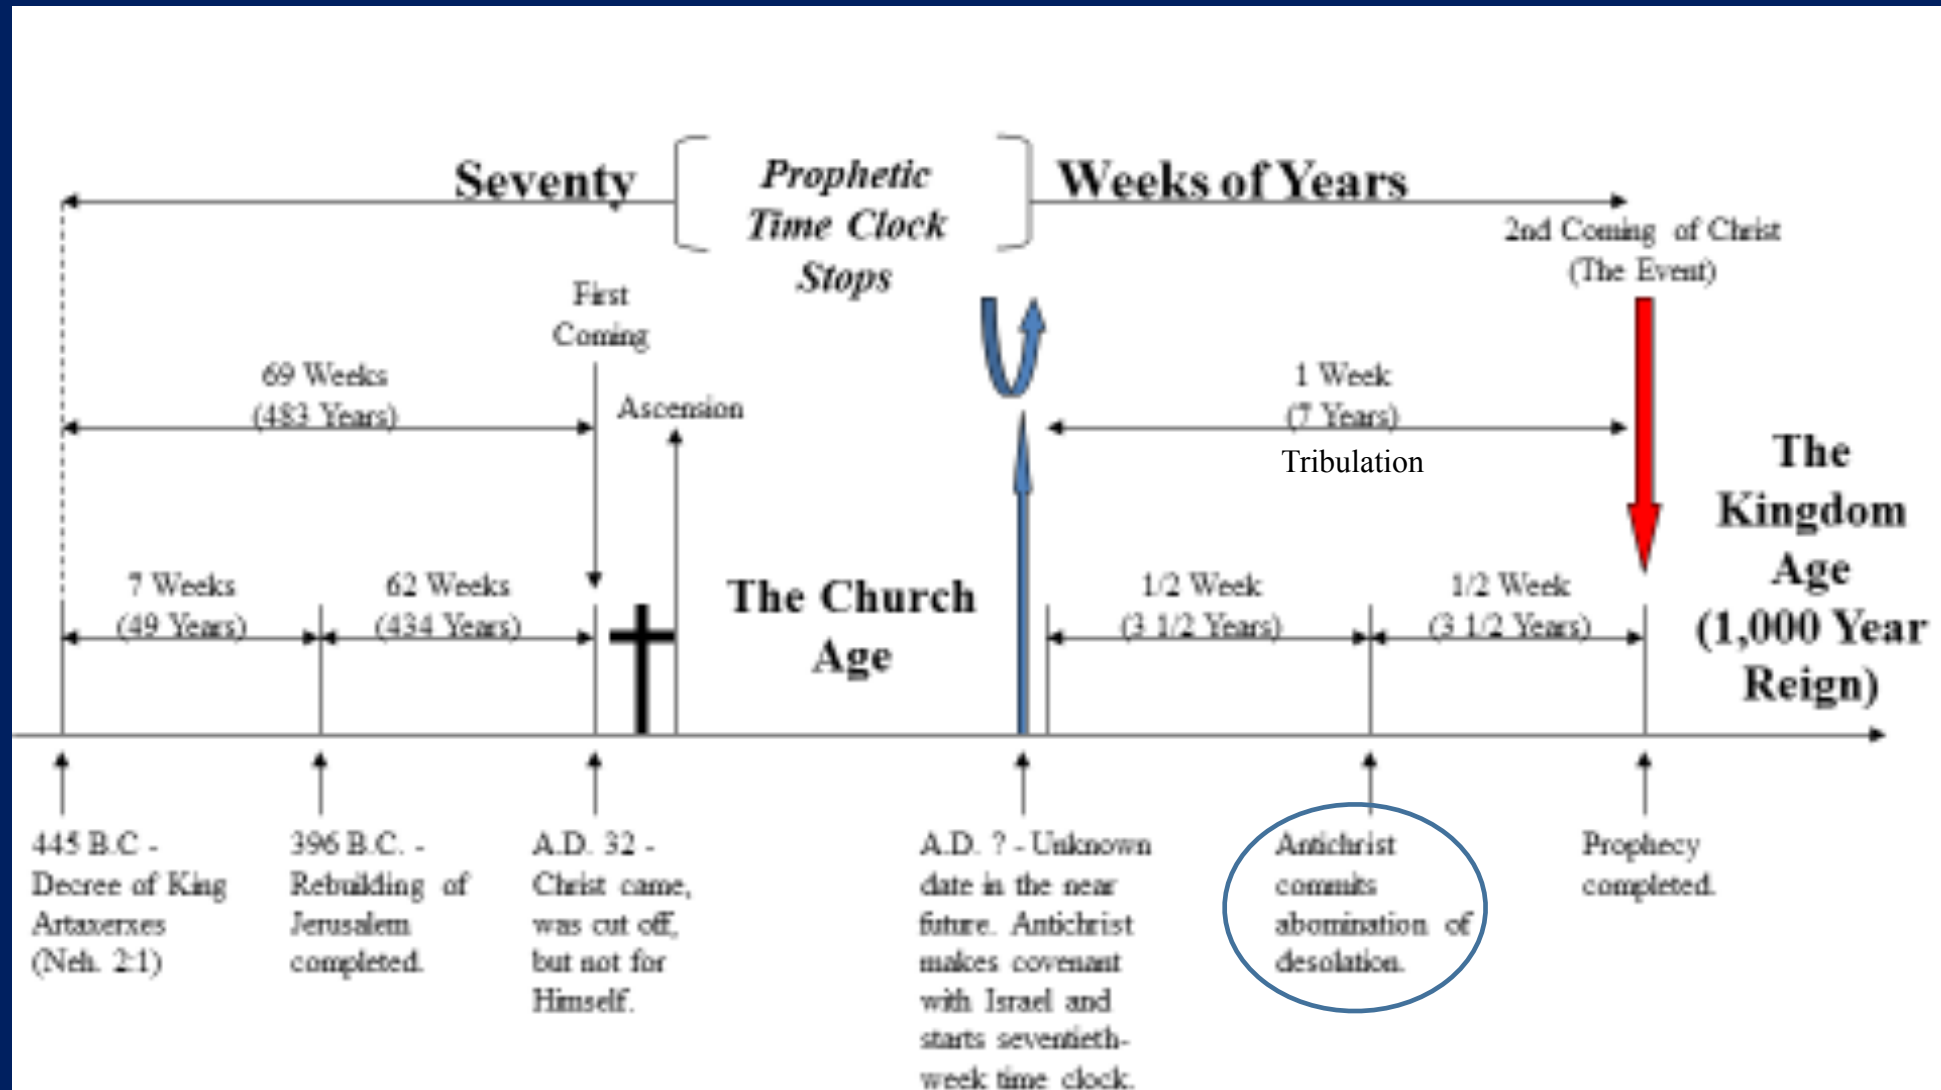 Seventy
Prophetic
Time Clock
Stops
Weeks of Years
2nd Coming of Christ
(The Event)
First
Coming
69 Weeks
(483 Years)
Ascension
1 Week
(7 Years)
Tribulation
The
Kingdom
Age
(1,000 Year
Reign)
7 Weeks
(49 Years)
62 Weeks
(434 Years)
The Church
Age
1/2 Week
(3 1/2 Years)
1/2 Week
(3 1/2 Years)
445 B.C -
Decree of King
Artaxerxes
(Neh. 2:1)
396 B.C. -
Rebuilding of
Jerusalem
completed.
A.D. 32 -
Christ came,
was cut off,
but not for
Himself.
A.D. ? - Unknown
date in the near
future. Antichrist
makes covenant
with Israel and
starts seventieth-
week time clock.
Antichrist
commits
abomination of
desolation.
Prophecy
completed.